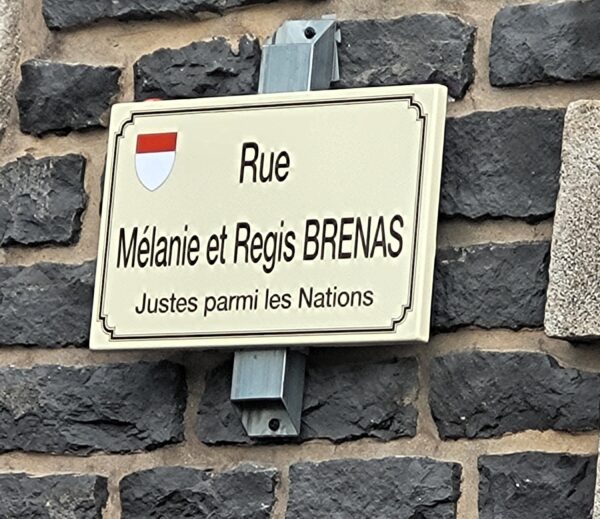 Rue
Mélanie et Regis BRENAS
Justes parmi les Nations